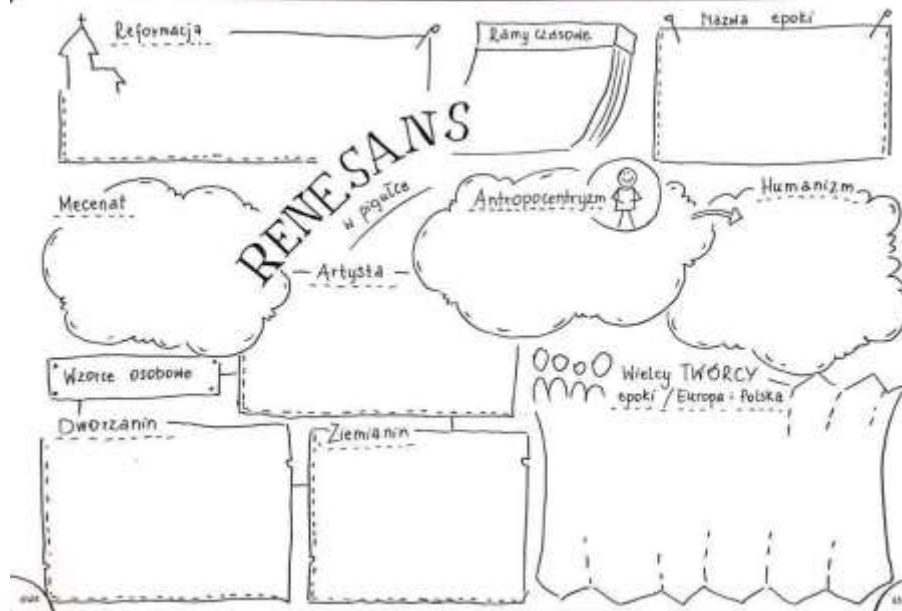 Reformacja
Ramy czasowe
Nazwa epoki
RENESANS
w pigułce
Mecenat
Antropocentryzm
Humanizm
Artysta
Wzorce osobowe
Wielcy TWÓRCY
epoki / Europa i Polska
Dworzanin
Ziemianin